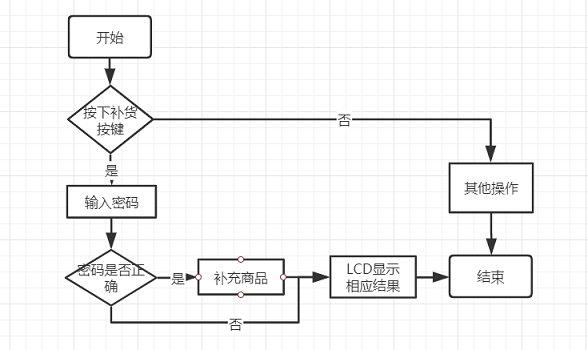 开始
按下补货
按键
否
是
输入密码
其他操作
密码是否正
确
是
补充商品
LCD显示
相应结果
结束
否